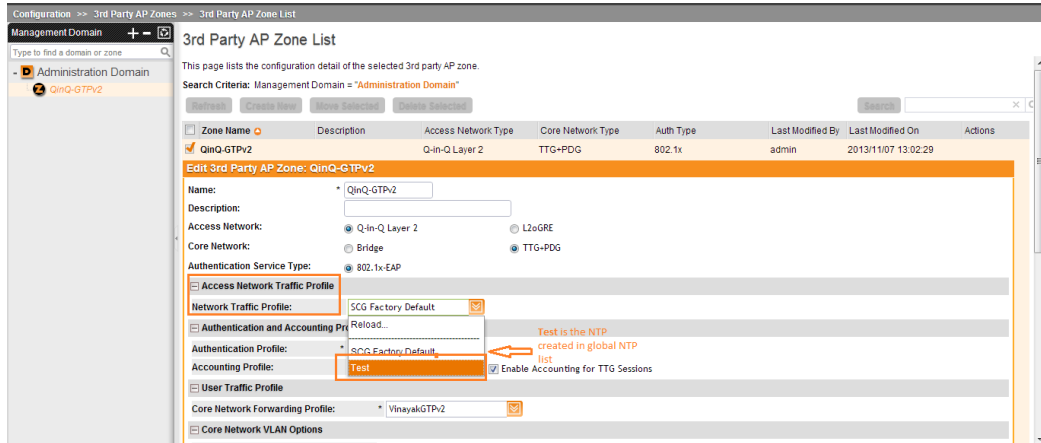 Configuration >> 3rd Party AP Zones >> 3rd Party AP Zone List
Management Domain
Type to find a domain or zone
D Administration Domain
Z QinQ-GTPv2
3rd Party AP Zone List
This page lists the configuration detail of the selected 3rd party AP zone.
Search Criteria: Management Domain = "Administration Domain"
Refresh Create New Move Selected Delete Selected Search
Zone Name Description Access Network Type Core Network Type Auth Type Last Modified By Last Modified On Actions
QinQ-GTPv2 Q-in-Q Layer 2 TTG+PDG 802.1x admin 2013/11/07 13:02:29
Edit 3rd Party AP Zone: QinQ-GTPv2
Name: * QinQ-GTPv2
Description:
Access Network: Q-in-Q Layer 2 L2oGRE
Core Network: Bridge TTG+PDG
Authentication Service Type: 802.1x-EAP
Access Network Traffic Profile
Network Traffic Profile: SCG Factory Default
Reload...
Authentication and Accounting Pro
Authentication Profile: * SCG Factory Default
Accounting Profile: Test Enable Accounting for TTG Sessions
Test is the NTP
created in global NTP
list
User Traffic Profile
Core Network Forwarding Profile: * VinayakGTPv2
Core Network VLAN Options